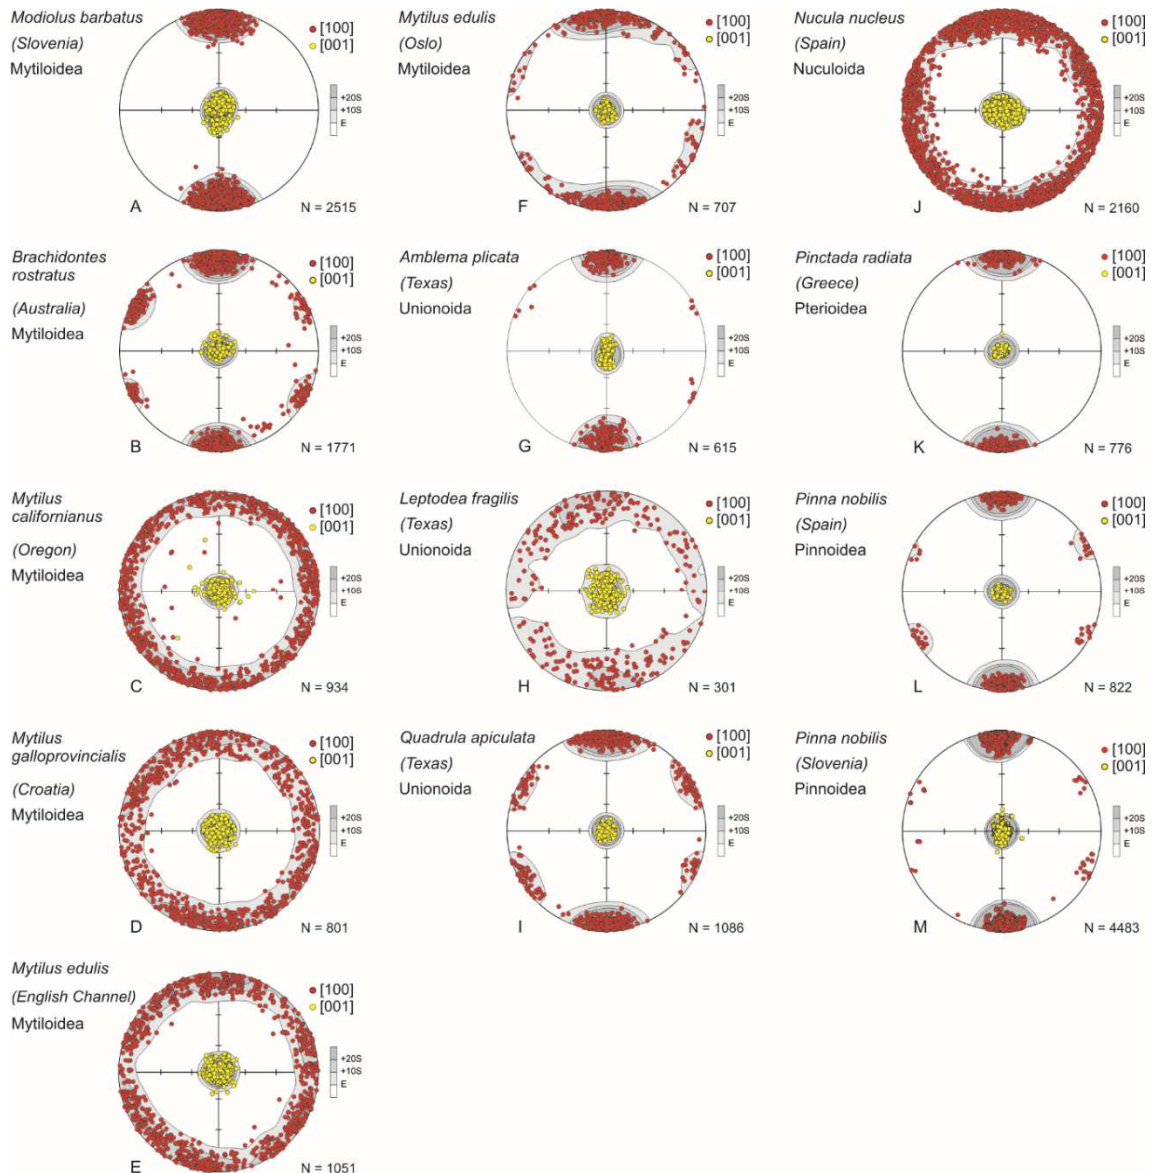 Modiolus barbatus
(Slovenia)
Mytiloidea
[100]
[001]
+20S
+10S
E
A
N = 2515
Mytilus edulis
(Oslo)
Mytiloidea
[100]
[001]
+20S
+10S
E
F
N = 707
Nucula nucleus
(Spain)
Nuculoida
[100]
[001]
+20S
+10S
E
J
N = 2160
Brachidontes
rostratus
(Australia)
Mytiloidea
[100]
[001]
+20S
+10S
E
B
N = 1771
Amblema plicata
(Texas)
Unionoida
[100]
[001]
+20S
+10S
E
G
N = 615
Pinctada radiata
(Greece)
Pterioidea
[100]
[001]
+20S
+10S
E
K
N = 776
Mytilus
californianus
(Oregon)
Mytiloidea
[100]
[001]
+20S
+10S
E
C
N = 934
Leptodea fragilis
(Texas)
Unionoida
[100]
[001]
+20S
+10S
E
H
N = 301
Pinna nobilis
(Spain)
Pinnoidea
[100]
[001]
+20S
+10S
E
L
N = 822
Mytilus
galloprovincialis
(Croatia)
Mytiloidea
[100]
[001]
+20S
+10S
E
D
N = 801
Quadrula apiculata
(Texas)
Unionoida
[100]
[001]
+20S
+10S
E
I
N = 1086
Pinna nobilis
(Slovenia)
Pinnoidea
[100]
[001]
+20S
+10S
E
M
N = 4483
Mytilus edulis
(English Channel)
Mytiloidea
[100]
[001]
+20S
+10S
E
E
N = 1051